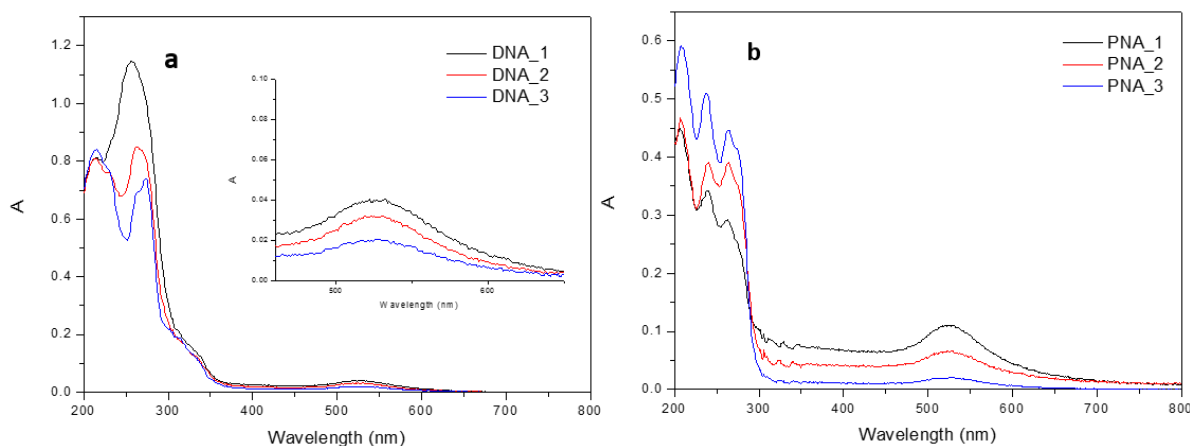 a
DNA_1
DNA_2
DNA_3
1.2
1.0
0.8
0.6
0.4
0.2
0.0
A
200 300 400 500 600 700 800
Wavelength (nm)
0.10
0.08
0.06
0.04
0.02
0.00
A
500 600
Wavelength (nm)
b
PNA_1
PNA_2
PNA_3
0.6
0.5
0.4
0.3
0.2
0.1
0.0
A
200 300 400 500 600 700 800
Wavelength (nm)